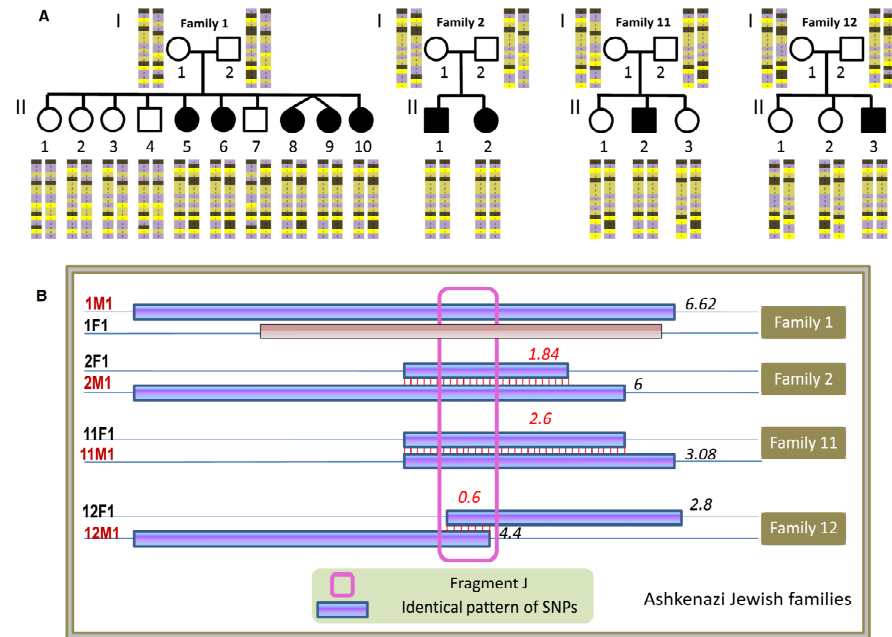 A
I Family 1 I Family 2 I Family 11 I Family 12
1 2 1 2 1 2 1 2
II II II II
1 2 3 4 5 6 7 8 9 10 1 2 1 2 3 1 2 3
B
1M1 6.62 Family 1
1F1
2F1 1.84 Family 2
2M1 6
11F1 2.6 Family 11
11M1 3.08
12F1 0.6 2.8 Family 12
12M1 4.4
Fragment J
Identical pattern of SNPs
Ashkenazi Jewish families